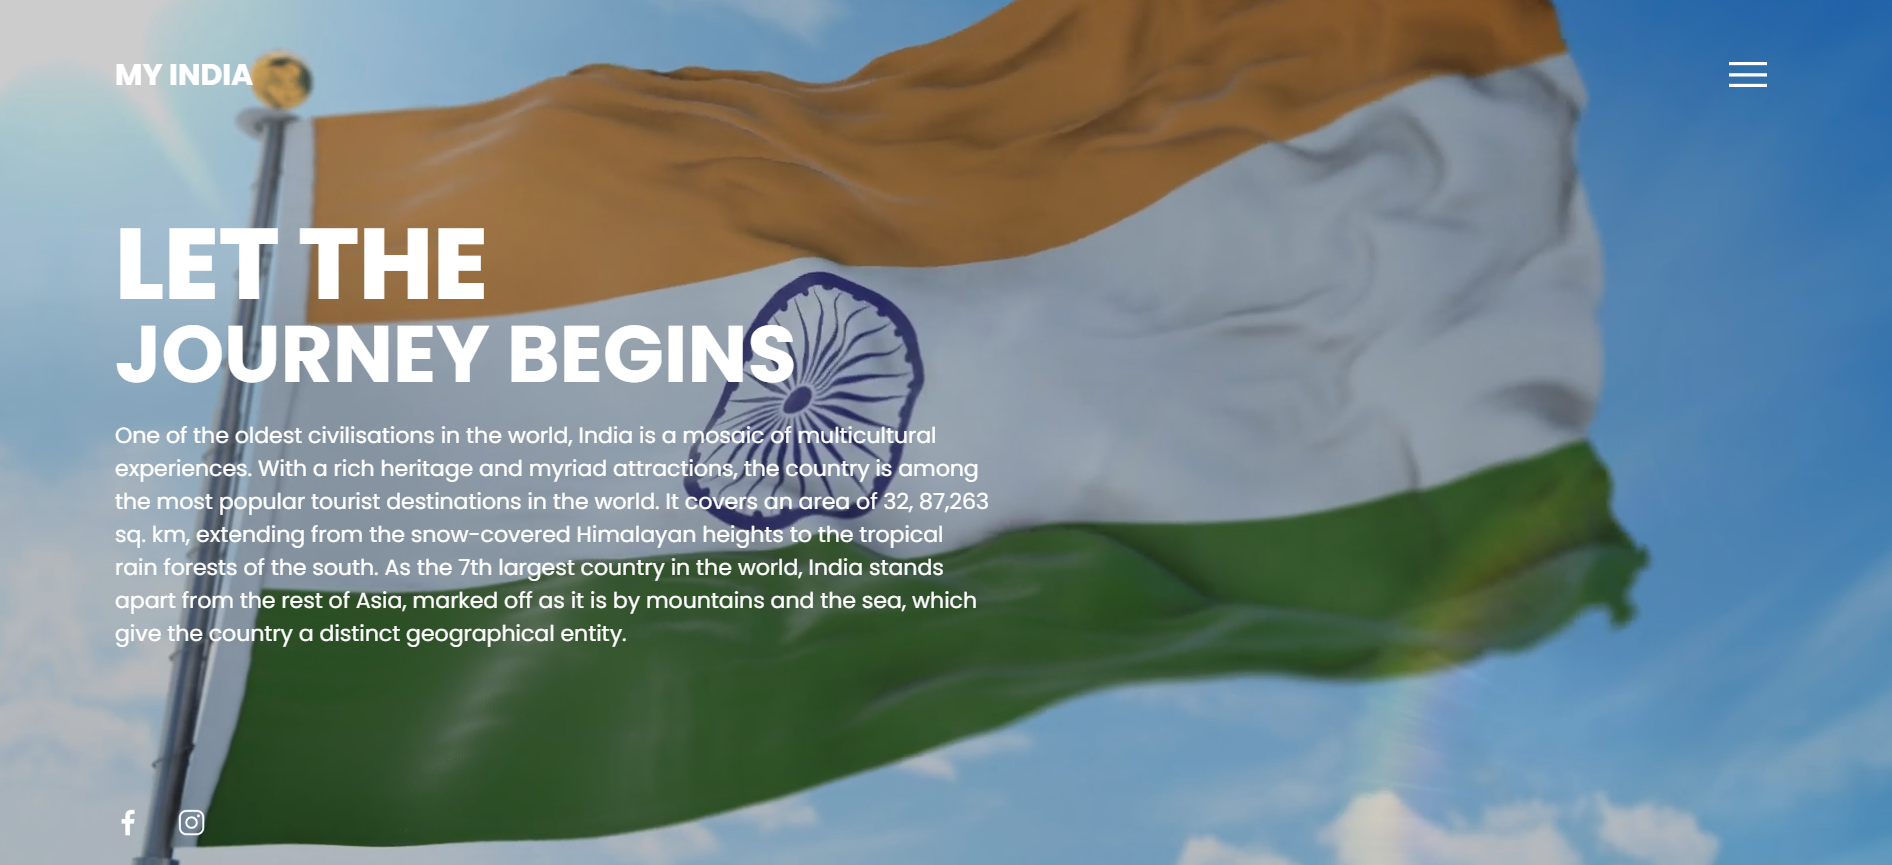 MY INDIA
LET THE
JOURNEY BEGINS
One of the oldest civilisations in the world, India is a mosaic of multicultural
experiences. With a rich heritage and myriad attractions, the country is among
the most popular tourist destinations in the world. It covers an area of 32, 87,263
sq. km, extending from the snow-covered Himalayan heights to the tropical
rain forests of the south. As the 7th largest country in the world, India stands
apart from the rest of Asia, marked off as it is by mountains and the sea, which
give the country a distinct geographical entity.